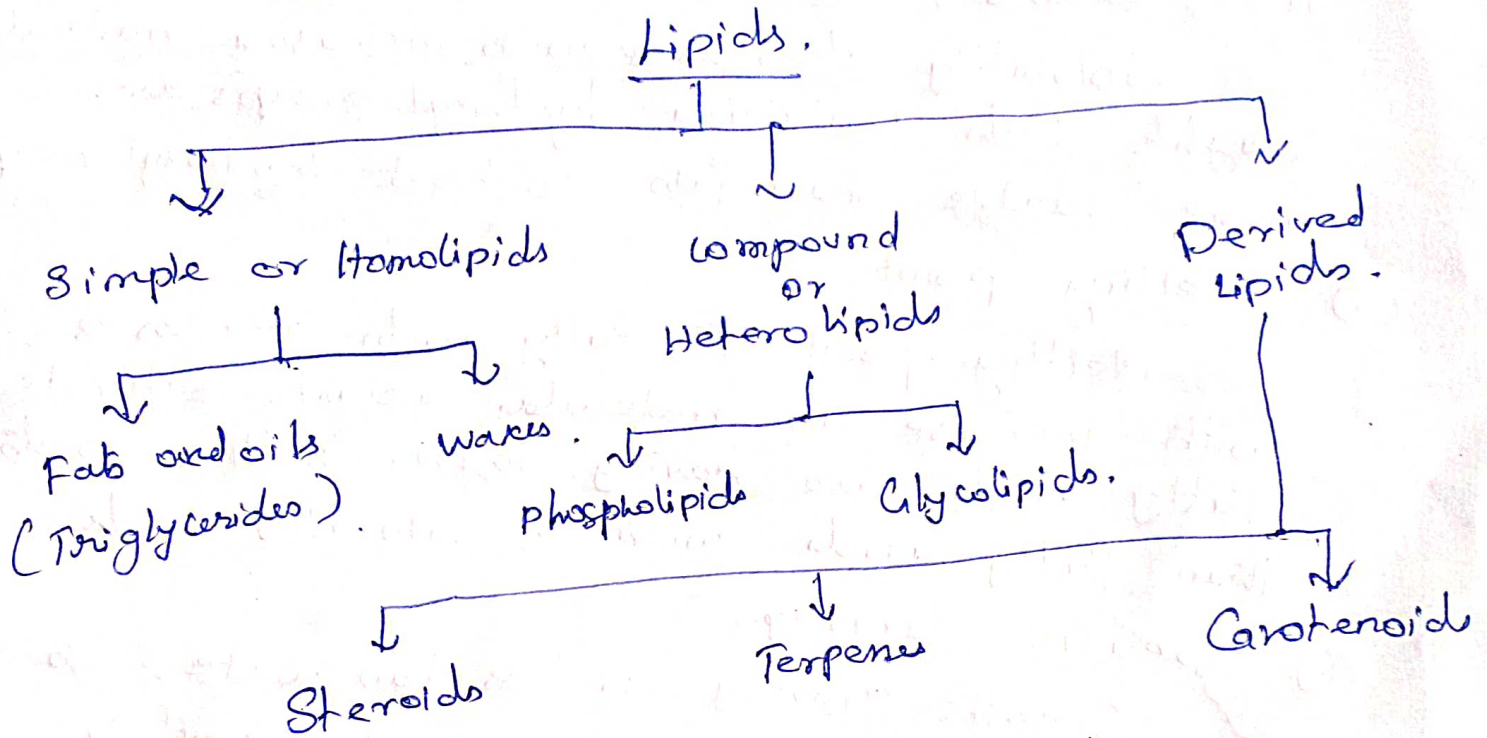 Lipids.
Simple or Homolipids
Compound
or
Hetero lipids
Derived
Lipids.
Fats and oils
(Triglycerides).
waxes.
phospholipids
Glycolipids.
Steroids
Terpenes
Carotenoids